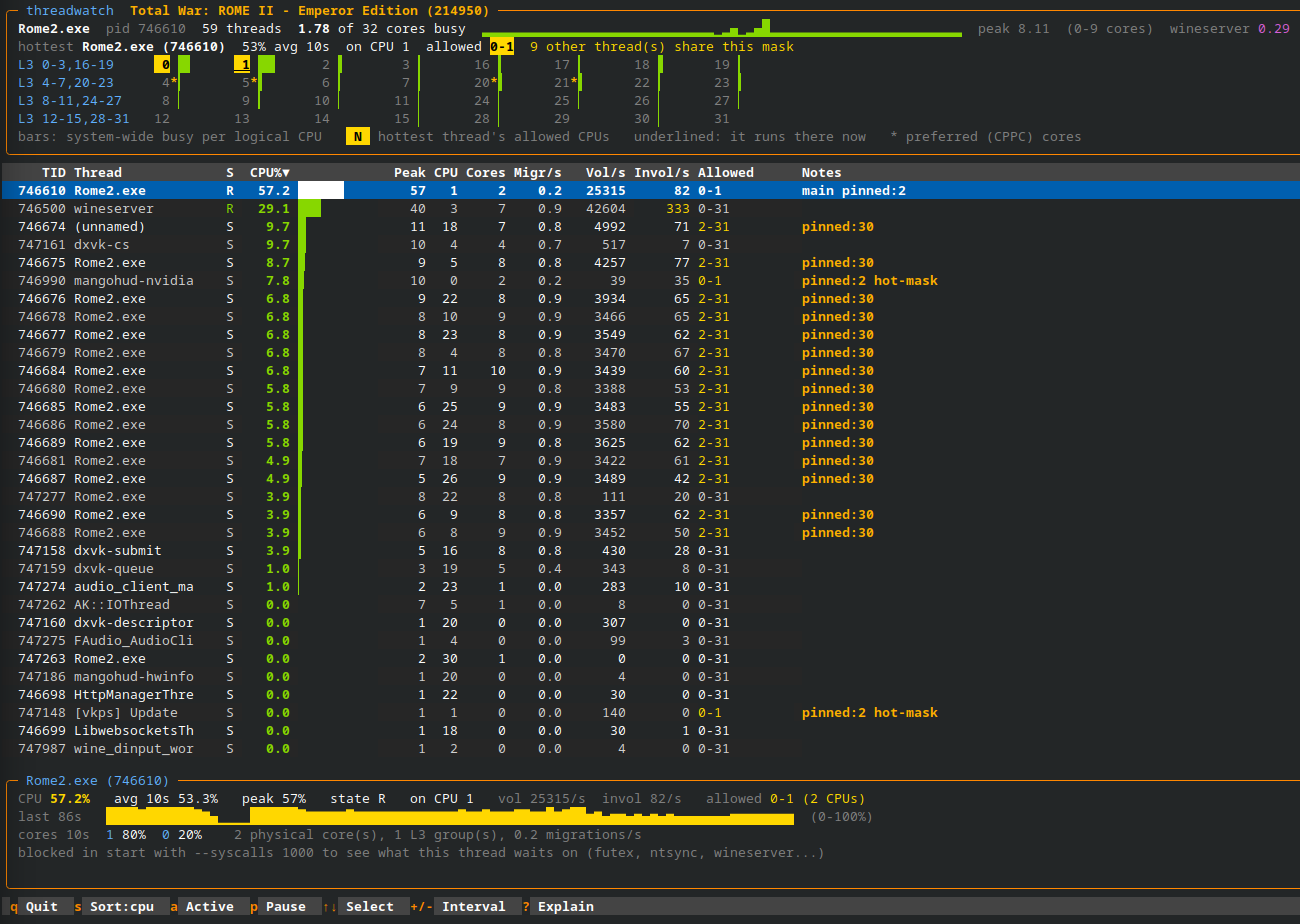 threadwatch  Total War: ROME II - Emperor Edition (214950)
Rome2.exe  pid 746610  59 threads  1.78 of 32 cores busy  peak 8.11  (0-9 cores)  wineserver 0.29
hottest Rome2.exe (746610)  53% avg 10s  on CPU 1  allowed 0-1  9 other thread(s) share this mask
L3 0-3,16-19  0  1  2  3  16  17  18  19
L3 4-7,20-23  4*  5*  6  7  20*  21*  22  23
L3 8-11,24-27  8  9  10  11  24  25  26  27
L3 12-15,28-31  12  13  14  15  28  29  30  31
bars: system-wide busy per logical CPU  N hottest thread's allowed CPUs  underlined: it runs there now  * preferred (CPPC) cores
TID Thread  S  CPU%▼  Peak  CPU  Cores  Migr/s  Vol/s  Invol/s  Allowed  Notes
746610 Rome2.exe  R  57.2  57  1  2  0.2  25315  82  0-1  main pinned:2
746500 wineserver  R  29.1  40  3  7  0.9  42604  333  0-31
746674 (unnamed)  S  9.7  11  18  7  0.8  4992  71  2-31  pinned:30
747161 dxvk-cs  S  9.7  10  4  4  0.7  517  7  0-31
746675 Rome2.exe  S  8.7  9  5  8  0.8  4257  77  2-31  pinned:30
746990 mangohud-nvidia  S  7.8  10  0  2  0.2  39  35  0-1  pinned:2 hot-mask
746676 Rome2.exe  S  6.8  9  22  8  0.9  3934  65  2-31  pinned:30
746678 Rome2.exe  S  6.8  8  10  9  0.9  3466  65  2-31  pinned:30
746677 Rome2.exe  S  6.8  8  23  8  0.9  3549  62  2-31  pinned:30
746679 Rome2.exe  S  6.8  8  4  8  0.8  3470  67  2-31  pinned:30
746684 Rome2.exe  S  6.8  7  11  10  0.9  3439  60  2-31  pinned:30
746680 Rome2.exe  S  5.8  7  9  9  0.8  3388  53  2-31  pinned:30
746685 Rome2.exe  S  5.8  6  25  9  0.9  3483  55  2-31  pinned:30
746686 Rome2.exe  S  5.8  6  24  8  0.9  3580  70  2-31  pinned:30
746689 Rome2.exe  S  5.8  6  19  9  0.9  3625  62  2-31  pinned:30
746681 Rome2.exe  S  4.9  7  18  7  0.9  3422  61  2-31  pinned:30
746687 Rome2.exe  S  4.9  5  26  9  0.9  3489  42  2-31  pinned:30
747277 Rome2.exe  S  3.9  8  22  8  0.8  111  20  0-31
746690 Rome2.exe  S  3.9  6  9  8  0.8  3357  62  2-31  pinned:30
746688 Rome2.exe  S  3.9  6  8  9  0.9  3452  50  2-31  pinned:30
747158 dxvk-submit  S  3.9  5  16  8  0.8  430  28  0-31
747159 dxvk-queue  S  1.0  3  19  5  0.4  343  8  0-31
747274 audio_client_ma  S  1.0  2  23  1  0.0  283  10  0-31
747262 AK::IOThread  S  0.0  7  5  1  0.0  8  0  0-31
747160 dxvk-descriptor  S  0.0  1  20  0  0.0  307  0  0-31
747275 FAudio_AudioCli  S  0.0  1  4  0  0.0  99  3  0-31
747263 Rome2.exe  S  0.0  2  30  1  0.0  0  0  0-31
747186 mangohud-hwinfo  S  0.0  1  20  0  0.0  4  0  0-31
746698 HttpManagerThre  S  0.0  1  22  0  0.0  30  0  0-31
747148 [vkps] Update  S  0.0  1  1  0  0.0  140  0  0-1  pinned:2 hot-mask
746699 LibwebsocketsTh  S  0.0  1  18  0  0.0  30  1  0-31
747987 wine_dinput_wor  S  0.0  1  2  0  0.0  4  0  0-31
Rome2.exe (746610)
CPU 57.2%  avg 10s 53.3%  peak 57%  state R  on CPU 1  vol 25315/s  invol 82/s  allowed 0-1 (2 CPUs)
last 86s  (0-100%)
cores 10s  1 80%  0 20%  2 physical core(s), 1 L3 group(s), 0.2 migrations/s
blocked in start with --syscalls 1000 to see what this thread waits on (futex, ntsync, wineserver...)
q Quit  s Sort:cpu  a Active  p Pause  ↑↓ Select  +/- Interval  ? Explain